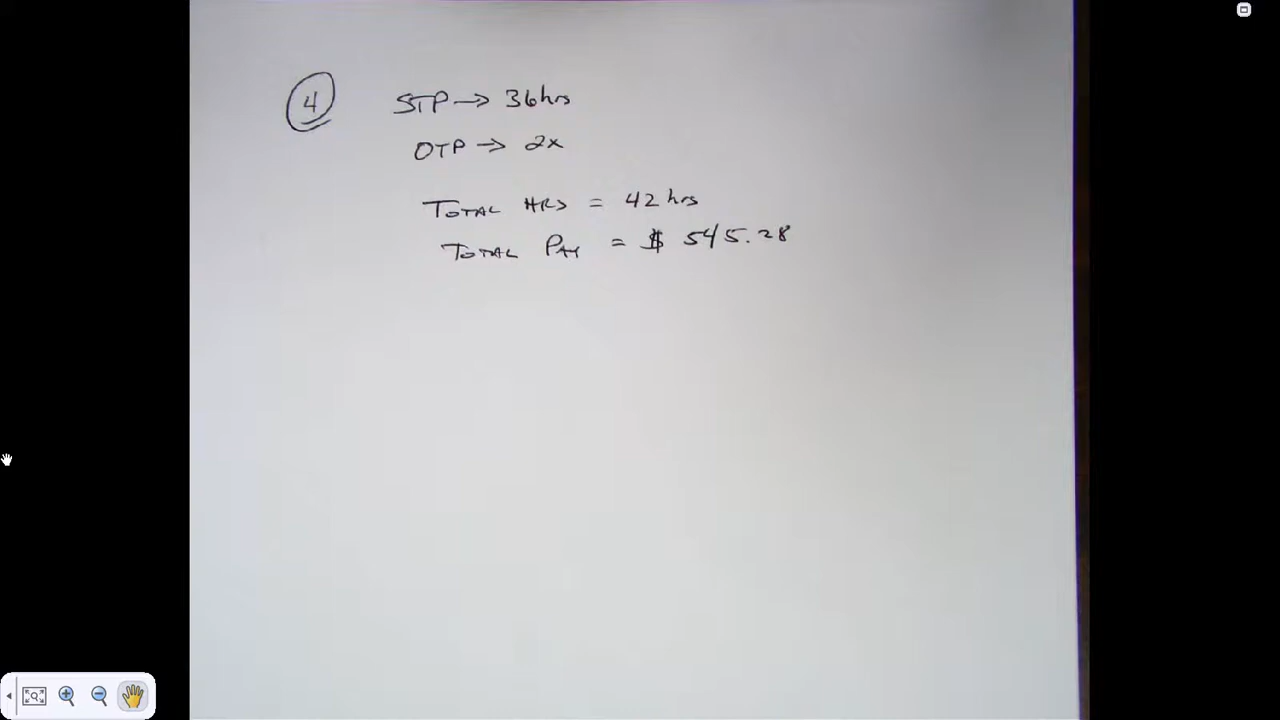 4 STP → 36hrs
OTP → 2x
TOTAL HRS = 42 hrs
TOTAL PAY = $ 545.28